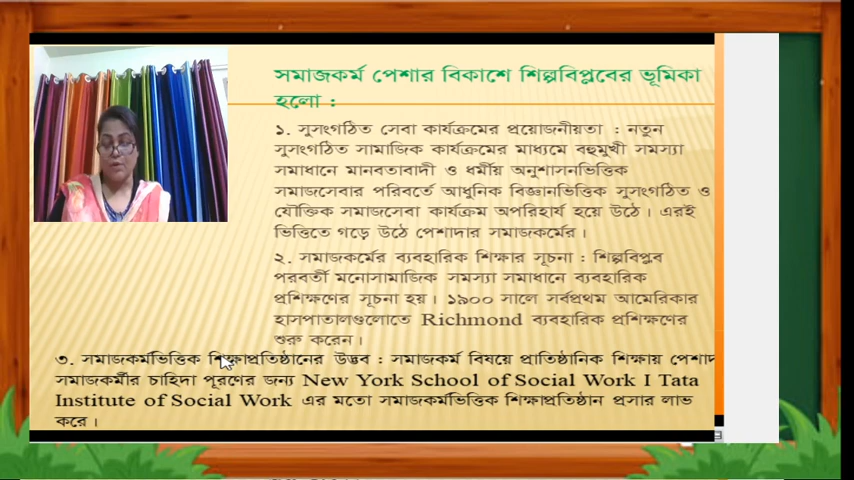 সমাজকর্ম পেশার বিকাশে শিল্পবিপ্লবের ভূমিকা
হলো :
১. সুসংগঠিত সেবা কার্যক্রমের প্রয়োজনীয়তা : নতুন
সুসংগঠিত সামাজিক কার্যক্রমের মাধ্যমে বহুমুখী সমস্যা
সমাধানে মানবতাবাদী ও ধর্মীয় অনুশাসনভিত্তিক
সমাজসেবার পরিবর্তে আধুনিক বিজ্ঞানভিত্তিক সুসংগঠিত ও
যৌক্তিক সমাজসেবা কার্যক্রম অপরিহার্য হয়ে উঠে। এরই
ভিত্তিতে গড়ে উঠে পেশাদার সমাজকর্মের।
২. সমাজকর্মের ব্যবহারিক শিক্ষার সূচনা : শিল্পবিপ্লব
পরবর্তী মনোসামাজিক সমস্যা সমাধানে ব্যবহারিক
প্রশিক্ষণের সূচনা হয়। ১৯০০ সালে সর্বপ্রথম আমেরিকার
হাসপাতালগুলোতে Richmond ব্যবহারিক প্রশিক্ষণের
শুরু করেন।
৩. সমাজকর্মভিত্তিক শিক্ষাপ্রতিষ্ঠানের উদ্ভব : সমাজকর্ম বিষয়ে প্রাতিষ্ঠানিক শিক্ষায় পেশাদ
সমাজকর্মীর চাহিদা পূরণের জন্য New York School of Social Work I Tata
Institute of Social Work এর মতো সমাজকর্মভিত্তিক শিক্ষাপ্রতিষ্ঠান প্রসার লাভ
করে।